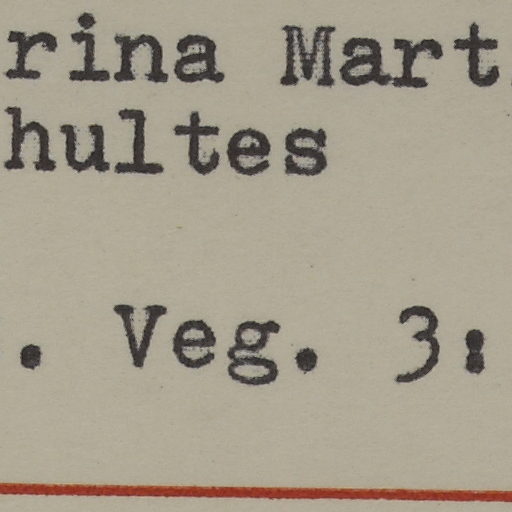 rina Mart
hultes
. Veg. 3: